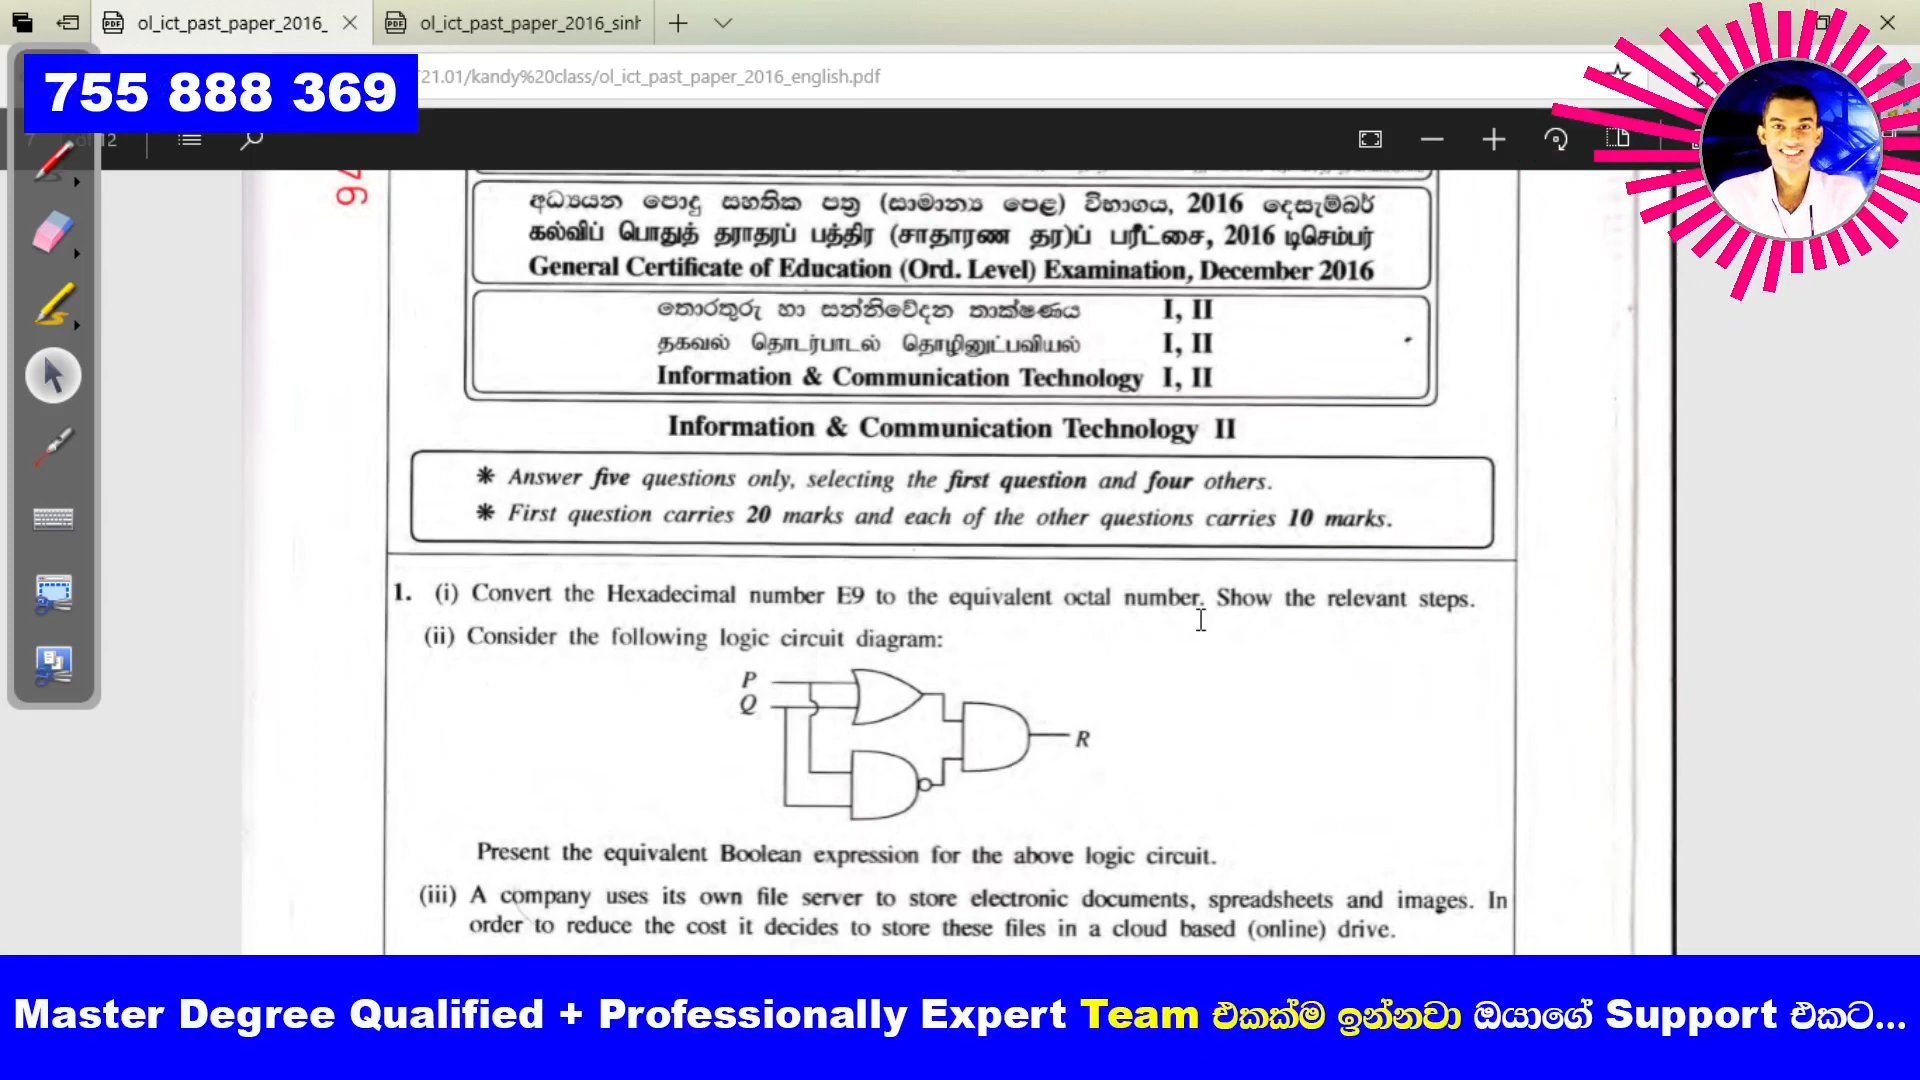 ol_ict_past_paper_2016_
ol_ict_past_paper_2016_sinh
755 888 369
21.01/kandy%20class/ol_ict_past_paper_2016_english.pdf
7 of 12
අධ්‍යයන පොදු සහතික පත්‍ර (සාමාන්‍ය පෙළ) විභාගය, 2016 දෙසැම්බර්
கல்விப் பொதுத் தராதரப் பத்திர (சாதாரண தர)ப் பரீட்சை, 2016 டிசெம்பர்
General Certificate of Education (Ord. Level) Examination, December 2016
තොරතුරු හා සන්නිවේදන තාක්ෂණය I, II
தகவல் தொடர்பாடல் தொழினுட்பவியல் I, II
Information & Communication Technology I, II
Information & Communication Technology II
* Answer five questions only, selecting the first question and four others.
* First question carries 20 marks and each of the other questions carries 10 marks.
1. (i) Convert the Hexadecimal number E9 to the equivalent octal number. Show the relevant steps.
(ii) Consider the following logic circuit diagram:
P
Q
R
Present the equivalent Boolean expression for the above logic circuit.
(iii) A company uses its own file server to store electronic documents, spreadsheets and images. In
order to reduce the cost it decides to store these files in a cloud based (online) drive.
Master Degree Qualified + Professionally Expert Team එකක්ම ඉන්නවා ඔයාගේ Support එකට...